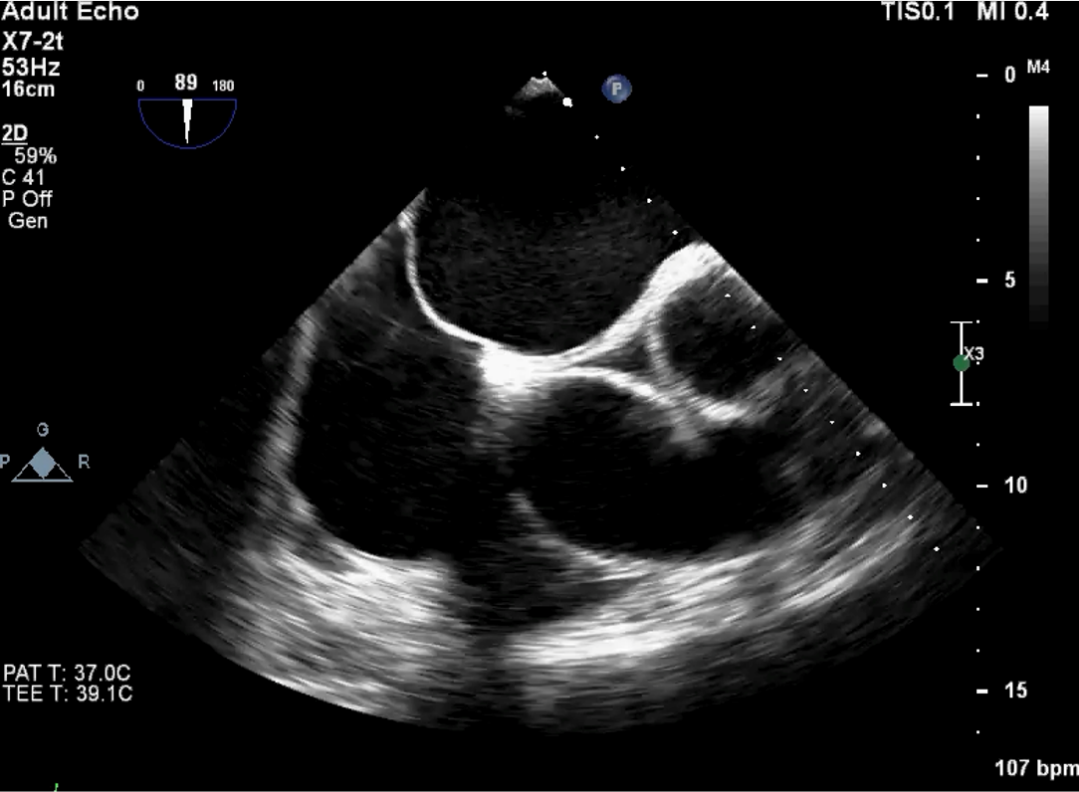 Adult Echo
TIS0.1 MI 0.4
X7-2t
53Hz
16cm
0 89 180
P
0 M4
2D
59%
C 41
P Off
Gen
5
X3
G
P R
10
PAT T: 37.0C
TEE T: 39.1C
15
107 bpm